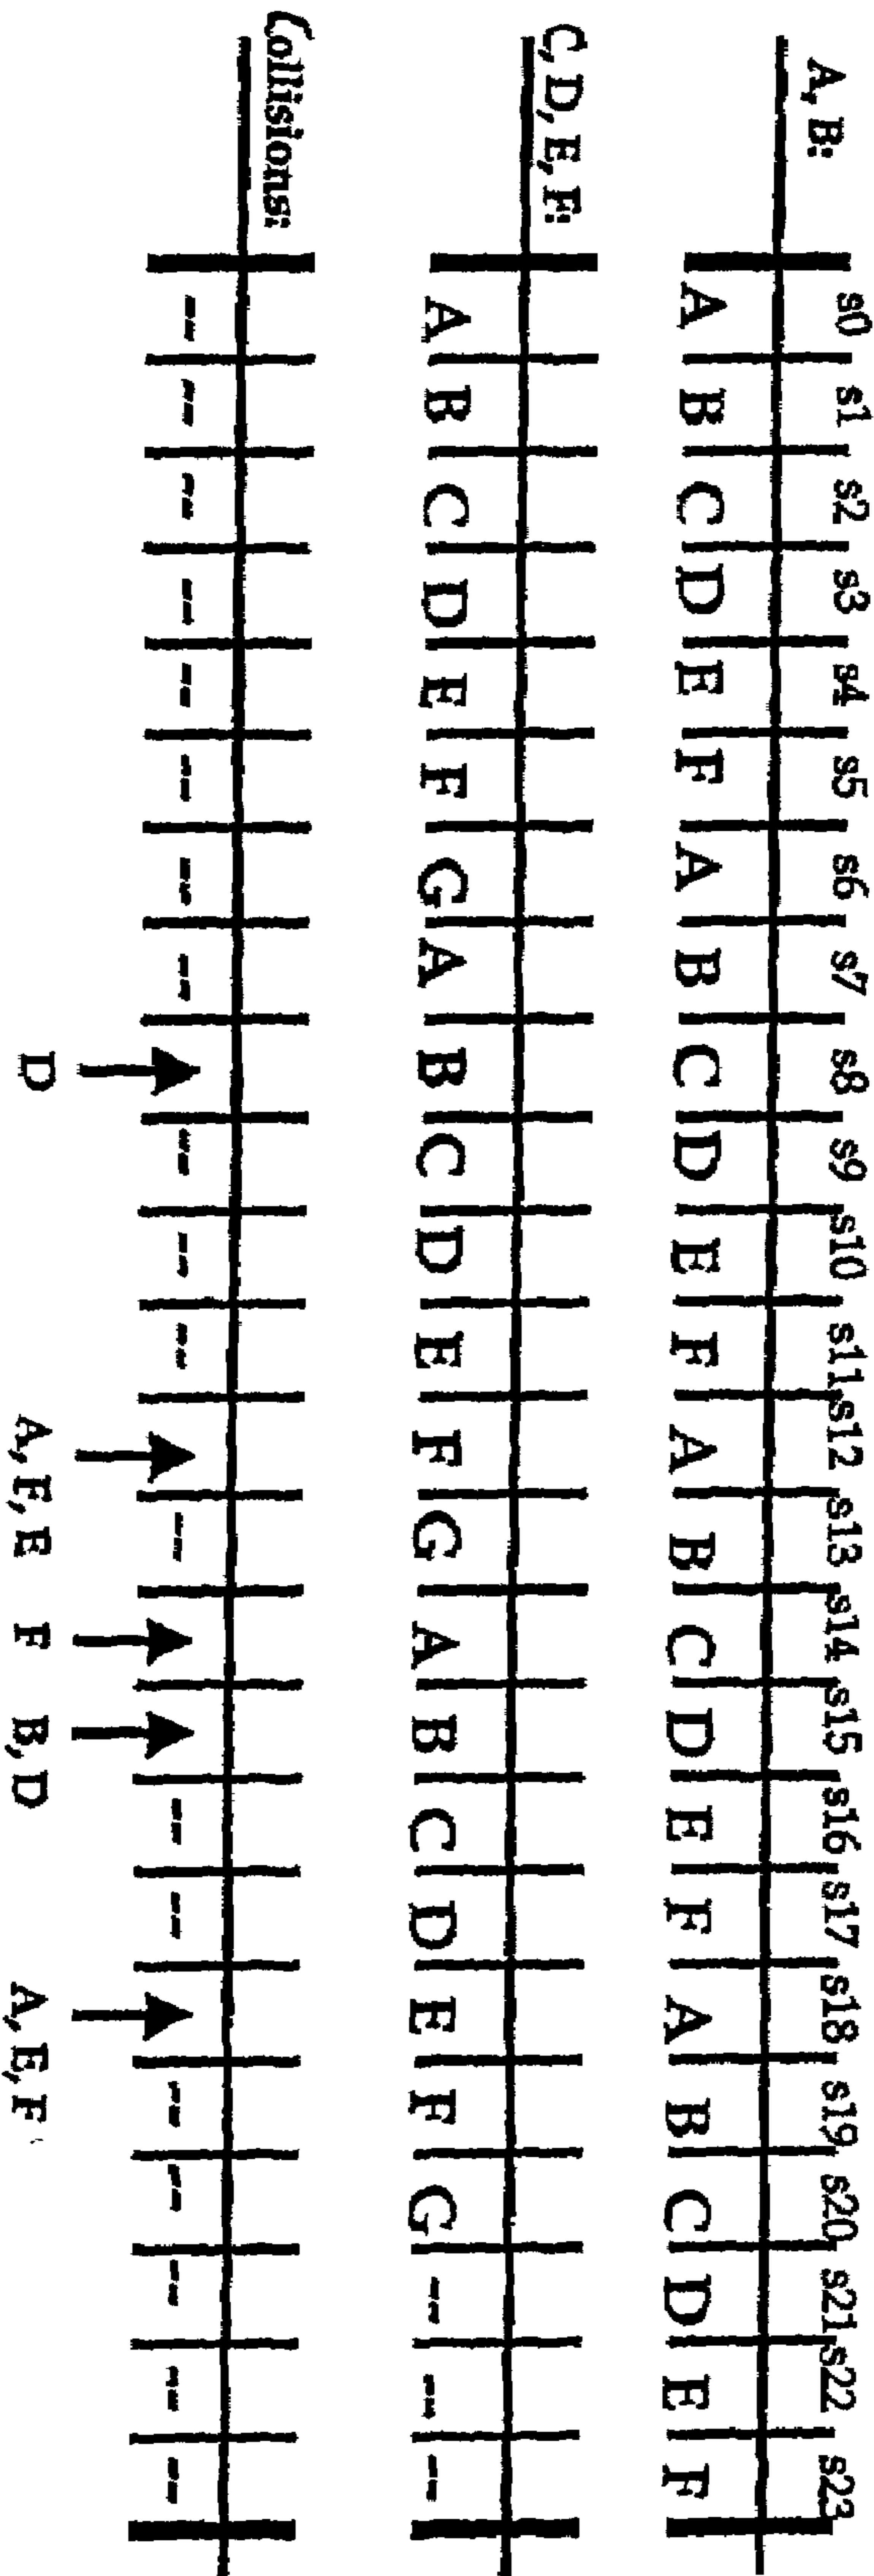 s0 s1 s2 s3 s4 s5 s6 s7 s8 s9 s10 s11 s12 s13 s14 s15 s16 s17 s18 s19 s20 s21 s22 s23
A, B:
A B C D E F A B C D E F A B C D E F A B C D E F
C, D, E, F:
A B C D E F G A B C D E F G A B C D E F G -- -- --
Collisions:
-- -- -- -- -- -- -- -- -- -- -- -- -- -- -- -- -- -- --
D A, F, E F B, D A, E, F